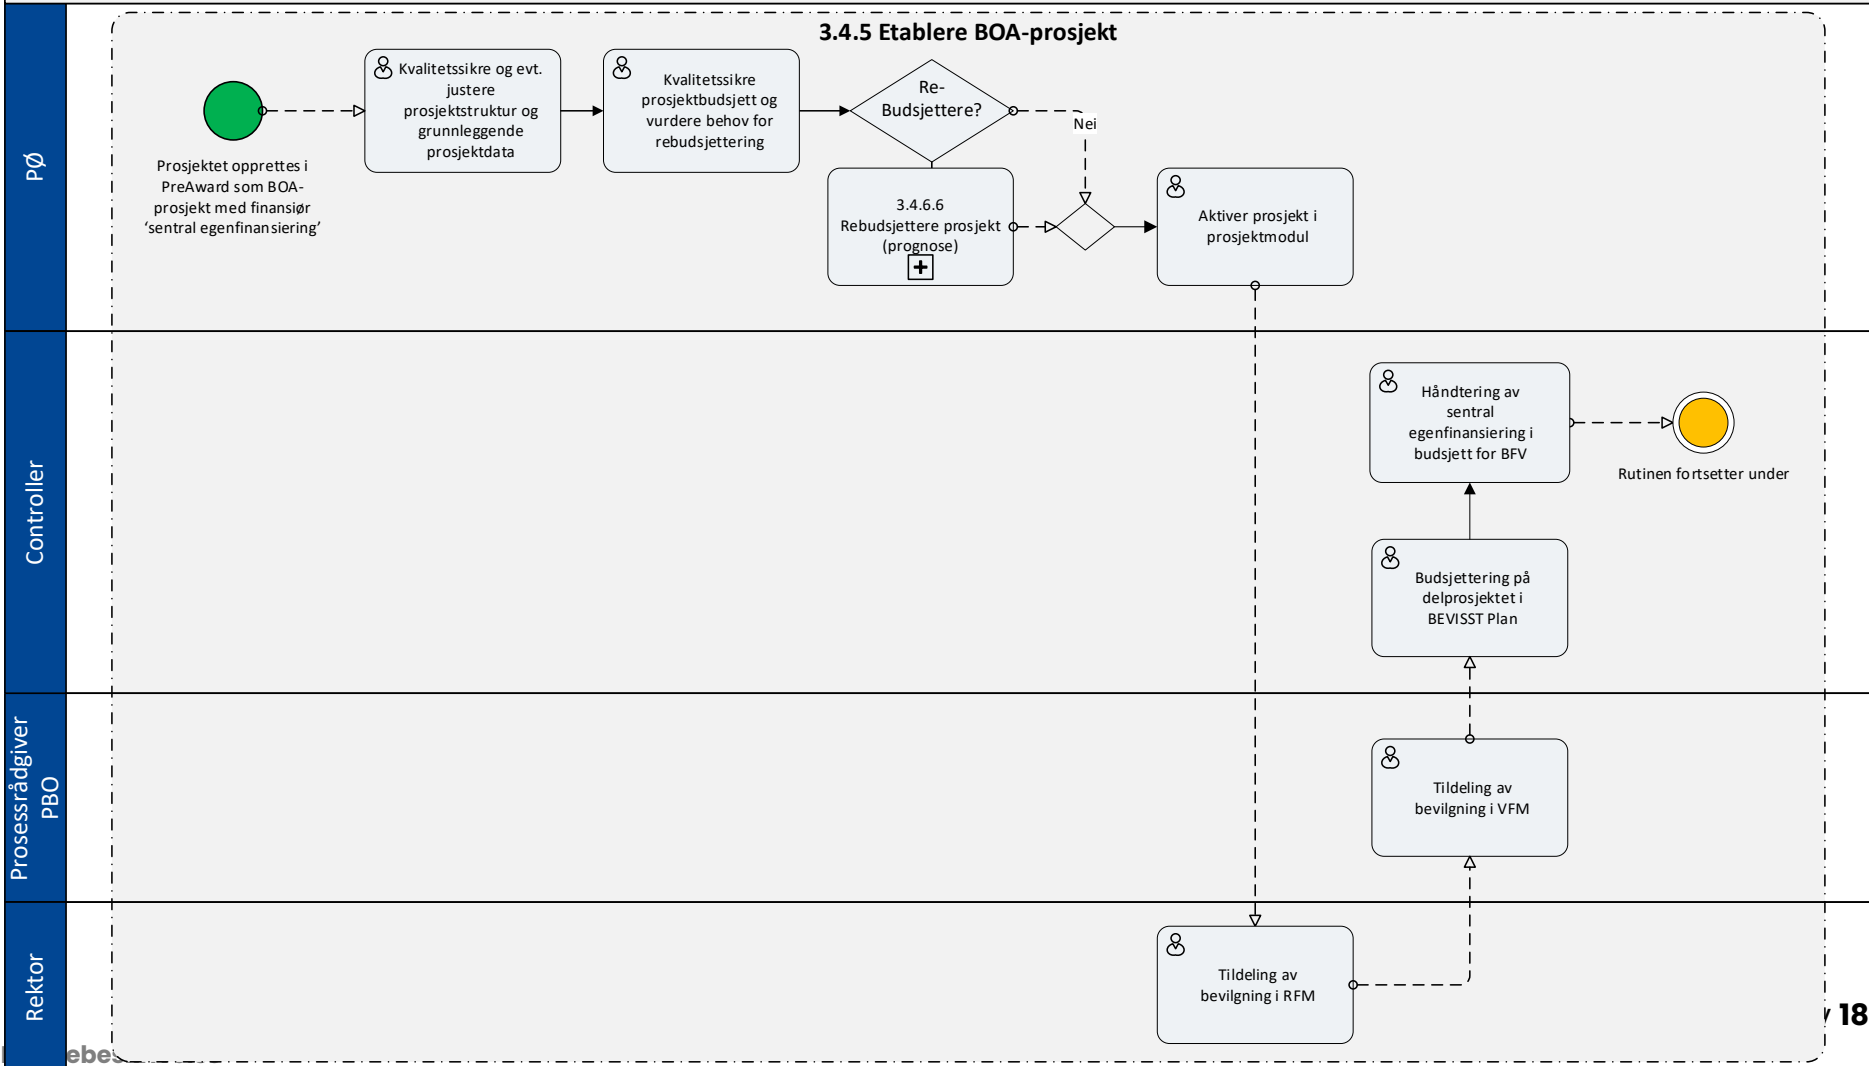 3.4.5 Etablere BOA-prosjekt
PØ
Prosjektet opprettes i
PreAward som BOA-
prosjekt med finansiør
‘sentral egenfinansiering’
Kvalitetssikre og evt.
justere
prosjektstruktur og
grunnleggende
prosjektdata
Kvalitetssikre
prosjektbudsjett og
vurdere behov for
rebudsjettering
Re-
Budsjettere?
Nei
3.4.6.6
Rebudsjettere prosjekt
(prognose)
Aktiver prosjekt i
prosjektmodul
Controller
Håndtering av
sentral
egenfinansiering i
budsjett for BFV
Rutinen fortsetter under
Budsjettering på
delprosjektet i
BEVISST Plan
Prosessrådgiver
PBO
Tildeling av
bevilgning i VFM
Rektor
Tildeling av
bevilgning i RFM
18